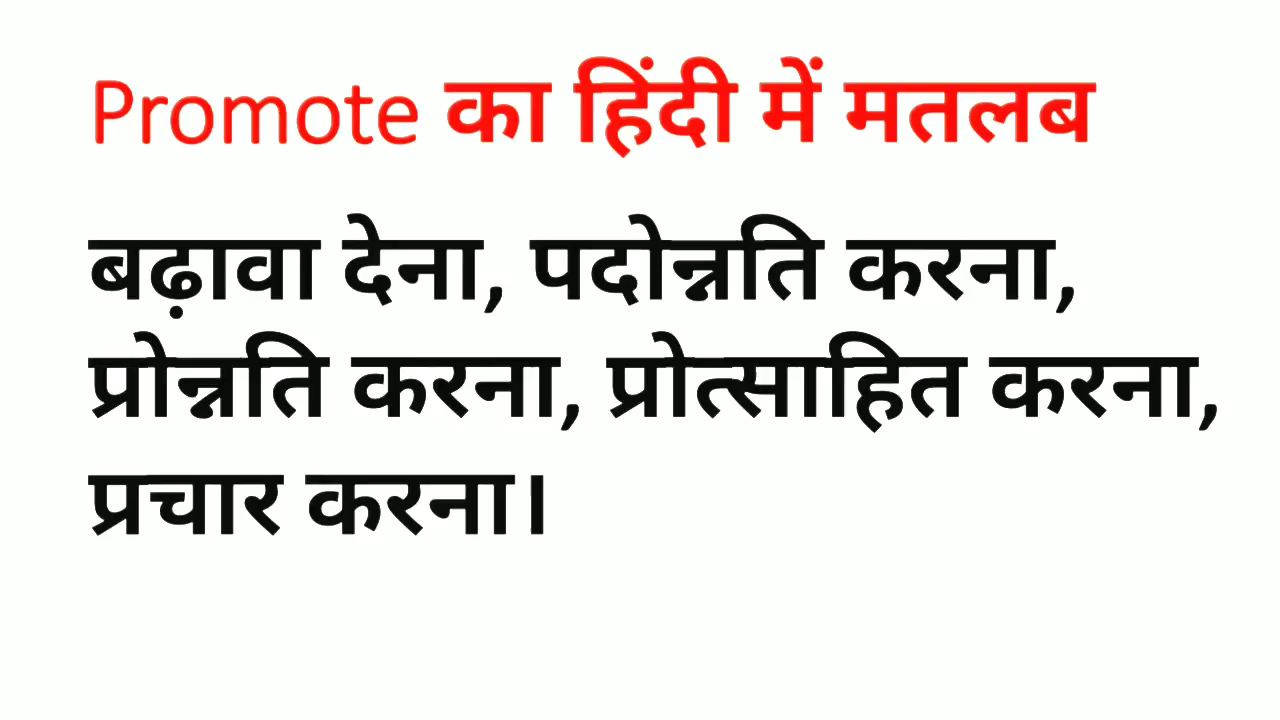 Promote का हिंदी में मतलब
बढ़ावा देना, पदोन्नति करना,
प्रोन्नति करना, प्रोत्साहित करना,
प्रचार करना।